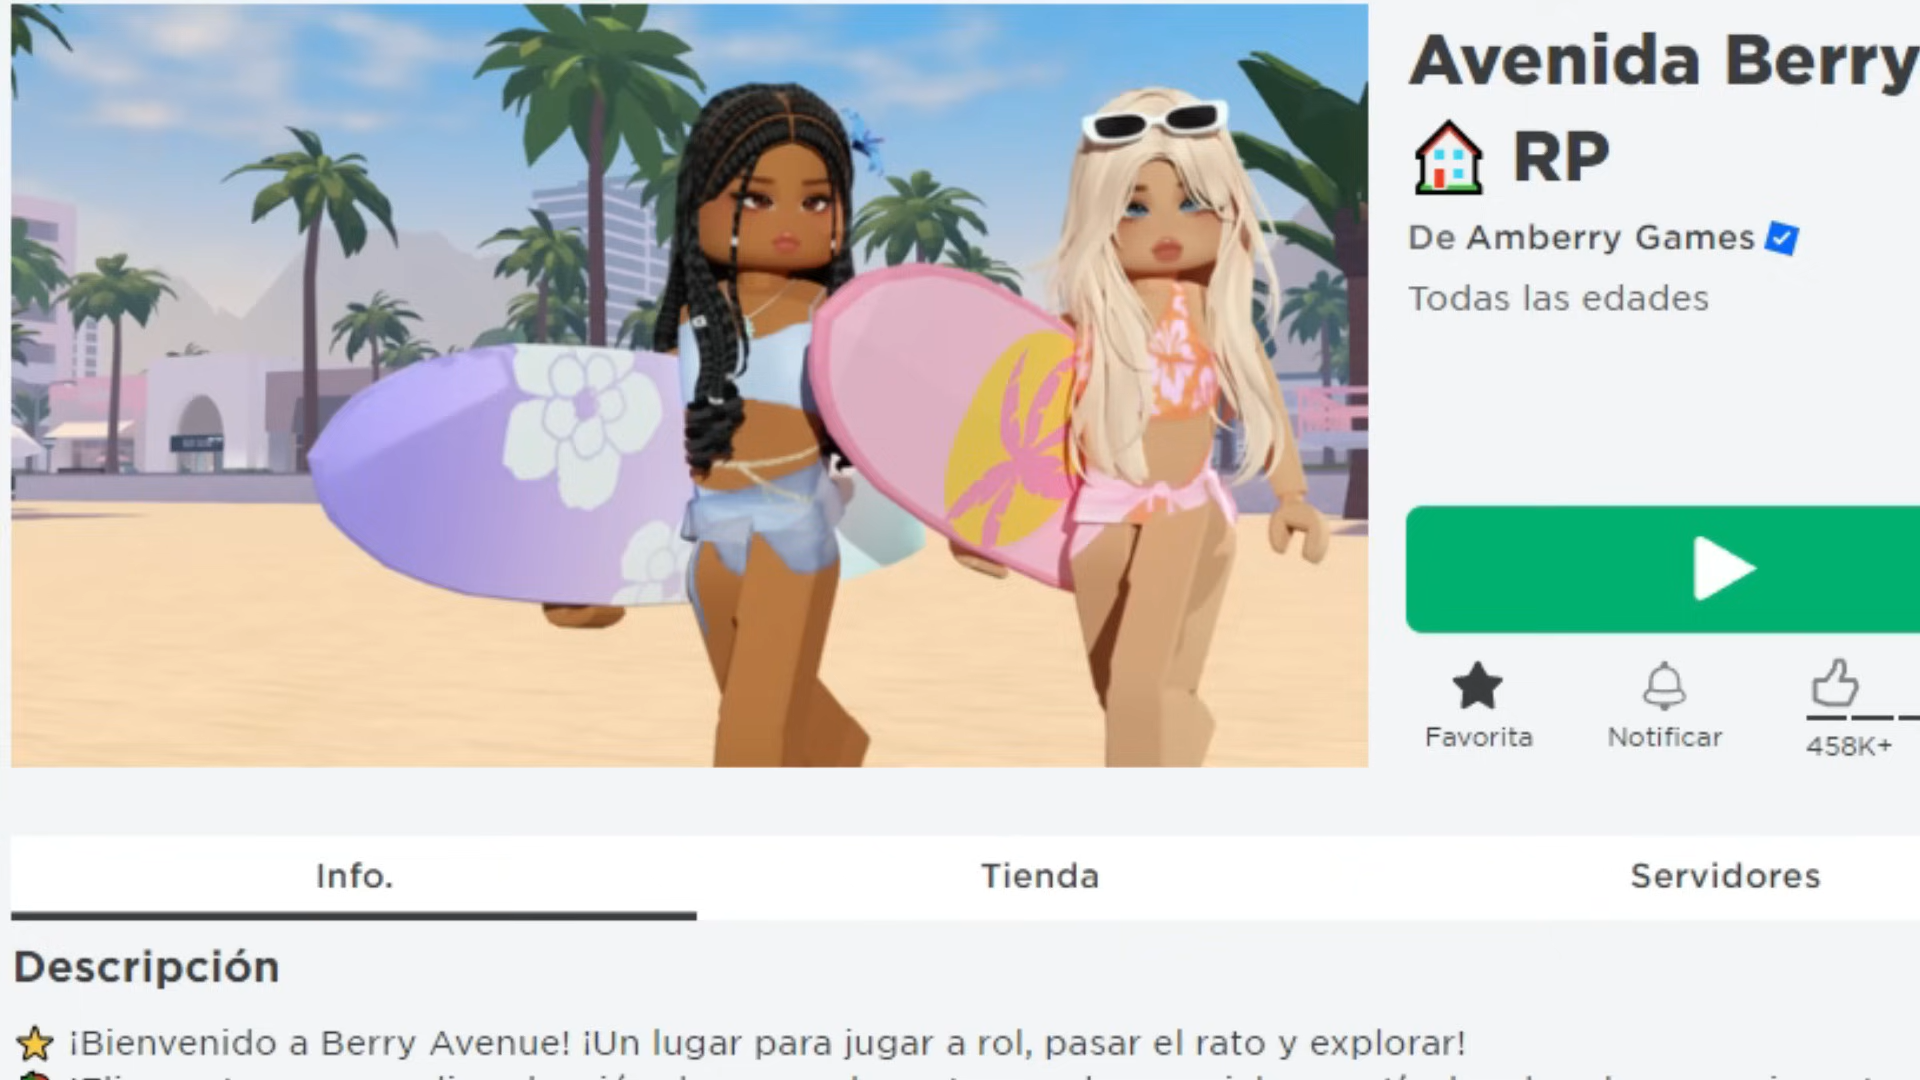 Avenida Berry
RP
De Amberry Games
Todas las edades
Favorita
Notificar
458K+
Info.
Tienda
Servidores
Descripción
¡Bienvenido a Berry Avenue! ¡Un lugar para jugar a rol, pasar el rato y explorar!